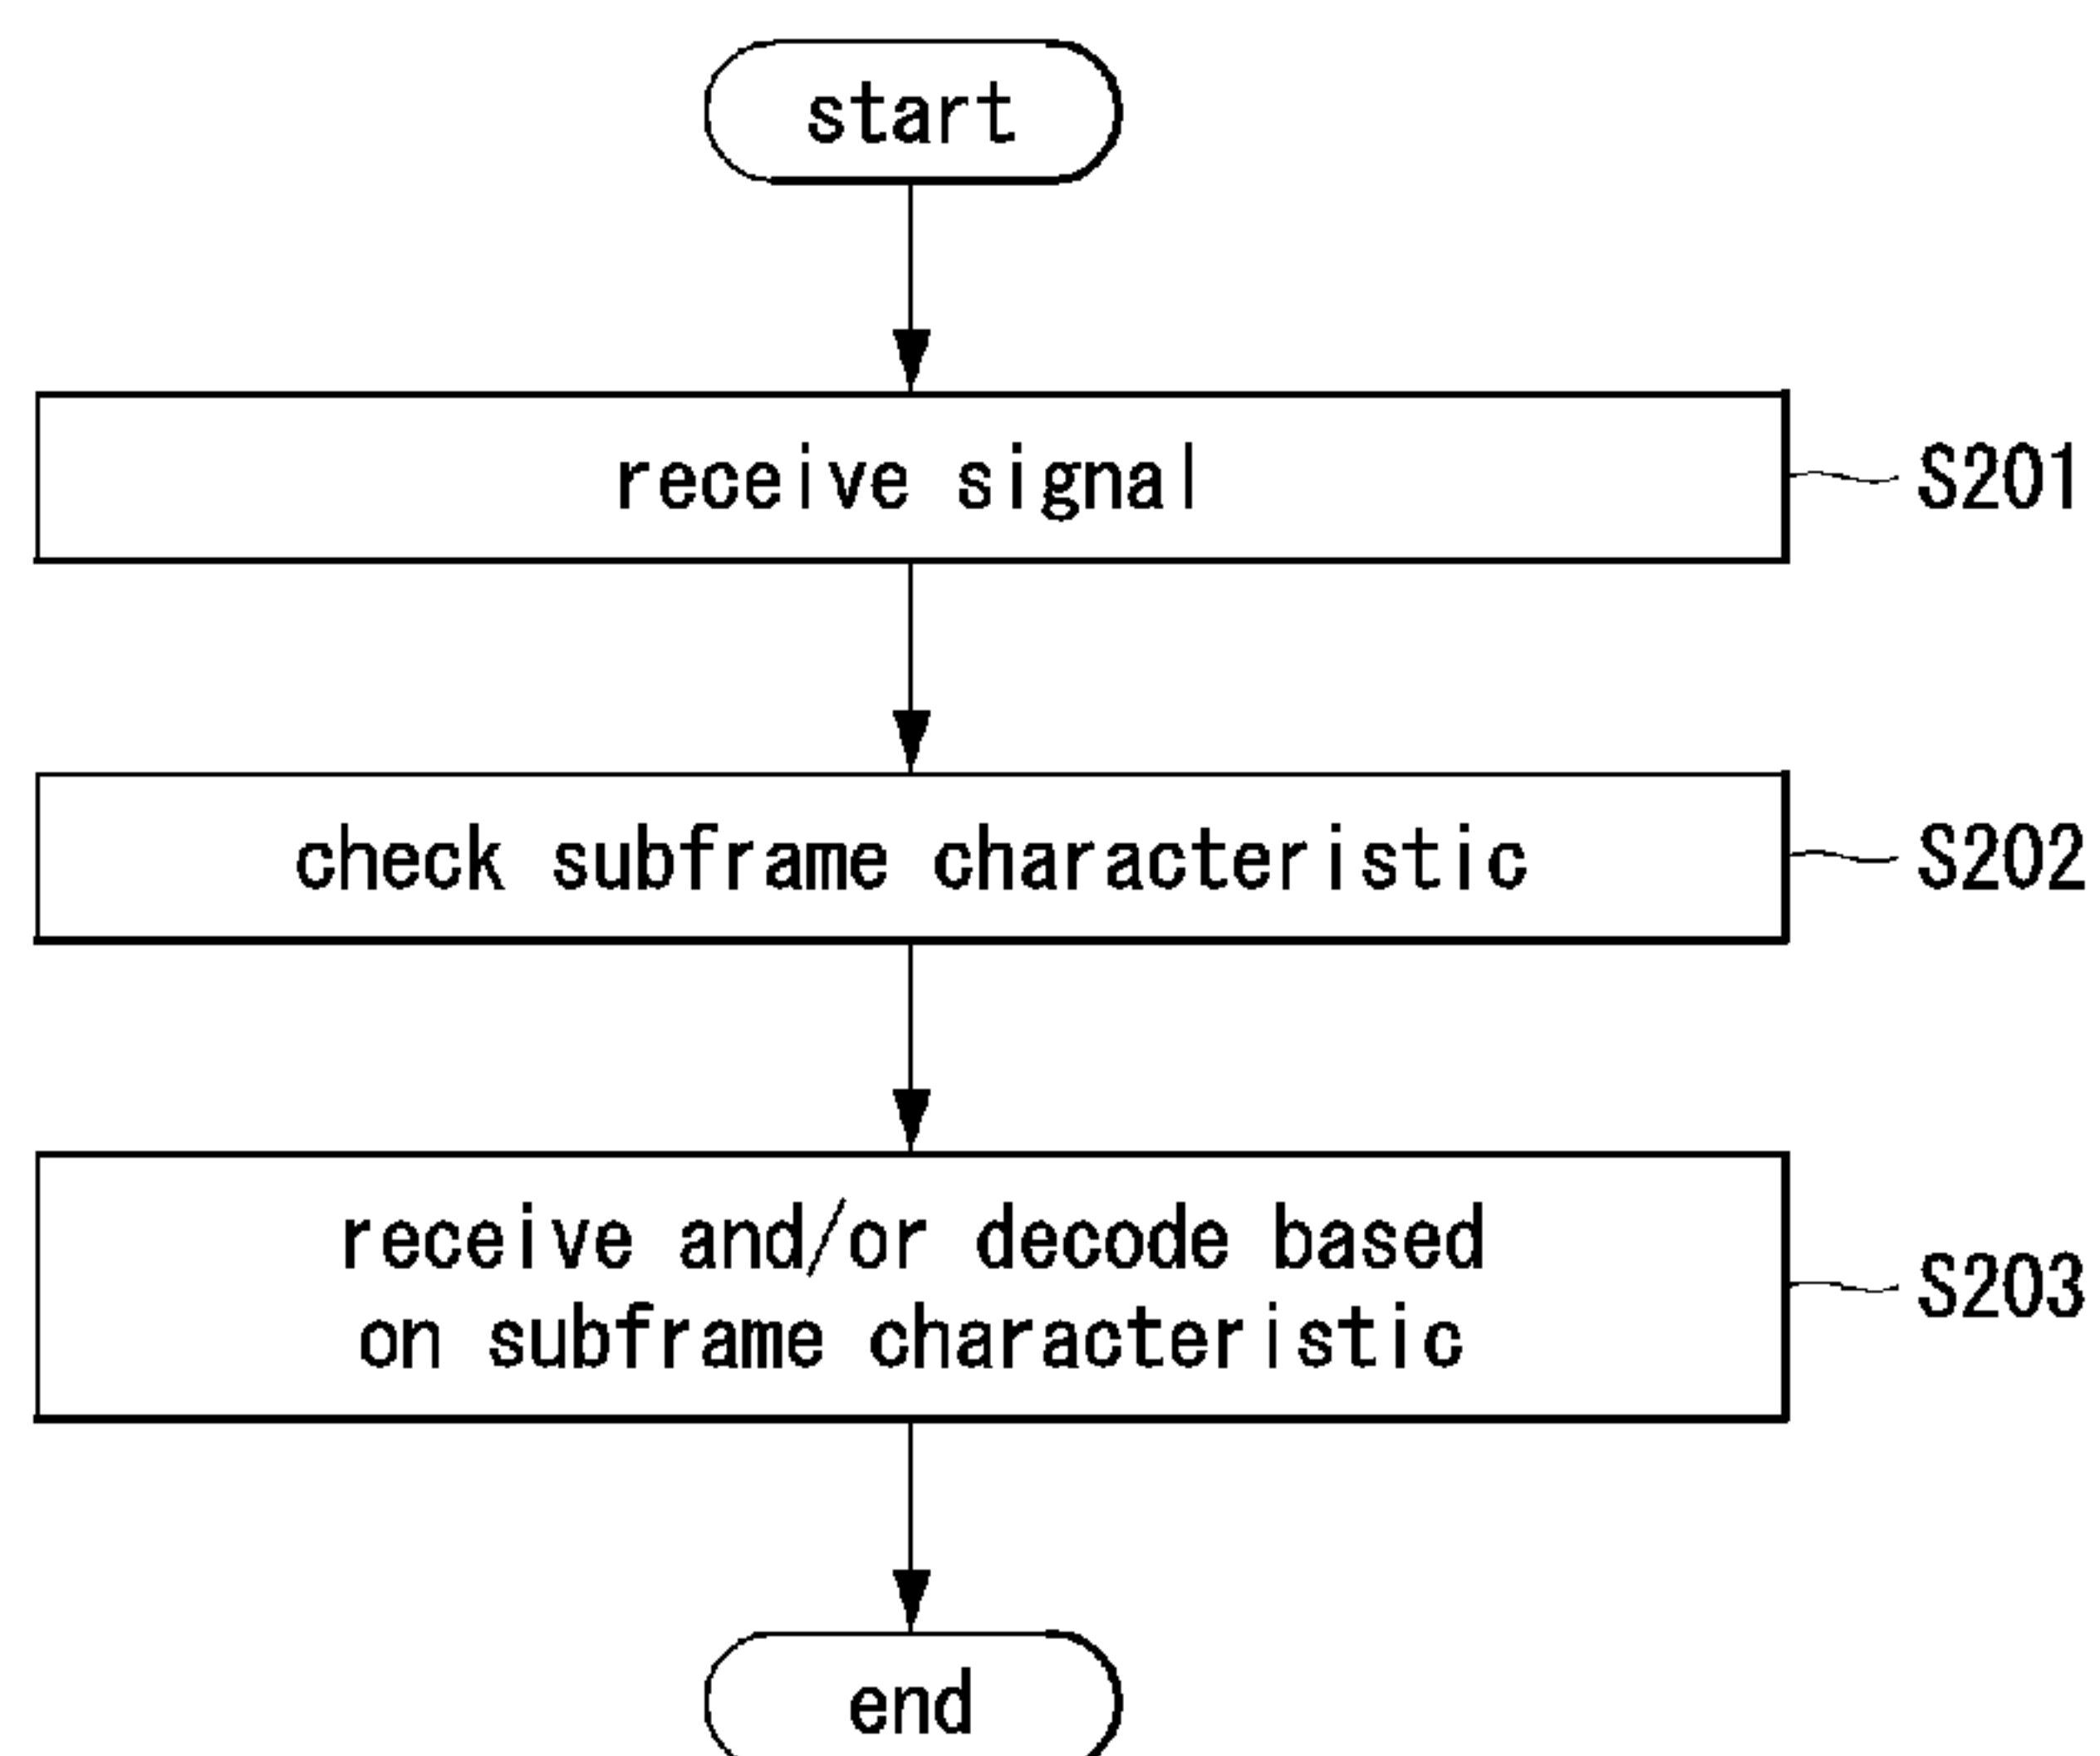 start
receive signal
S201
check subframe characteristic
S202
receive and/or decode based
on subframe characteristic
S203
end